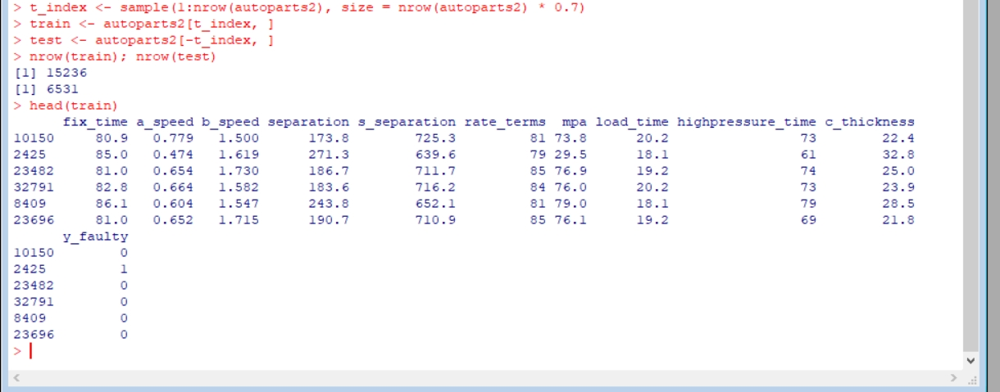 > t_index <- sample(1:nrow(autoparts2), size = nrow(autoparts2) * 0.7)
> train <- autoparts2[t_index, ]
> test <- autoparts2[-t_index, ]
> nrow(train); nrow(test)
[1] 15236
[1] 6531
> head(train)
      fix_time a_speed b_speed separation s_separation rate_terms  mpa load_time highpressure_time c_thickness
10150     80.9   0.779   1.500      173.8        725.3         81 73.8      20.2                73        22.4
2425      85.0   0.474   1.619      271.3        639.6         79 29.5      18.1                61        32.8
23482     81.0   0.654   1.730      186.7        711.7         85 76.9      19.2                74        25.0
32791     82.8   0.664   1.582      183.6        716.2         84 76.0      20.2                73        23.9
8409      86.1   0.604   1.547      243.8        652.1         81 79.0      18.1                79        28.5
23696     81.0   0.652   1.715      190.7        710.9         85 76.1      19.2                69        21.8
      y_faulty
10150        0
2425         1
23482        0
32791        0
8409         0
23696        0
>